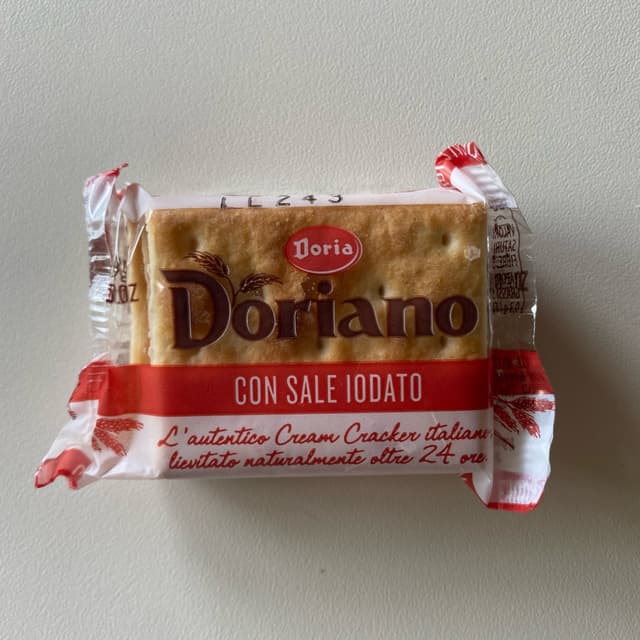 Doria
Doriano
CON SALE IODATO
L'autentico Cream Cracker italiano
lievitato naturalmente oltre 24 ore